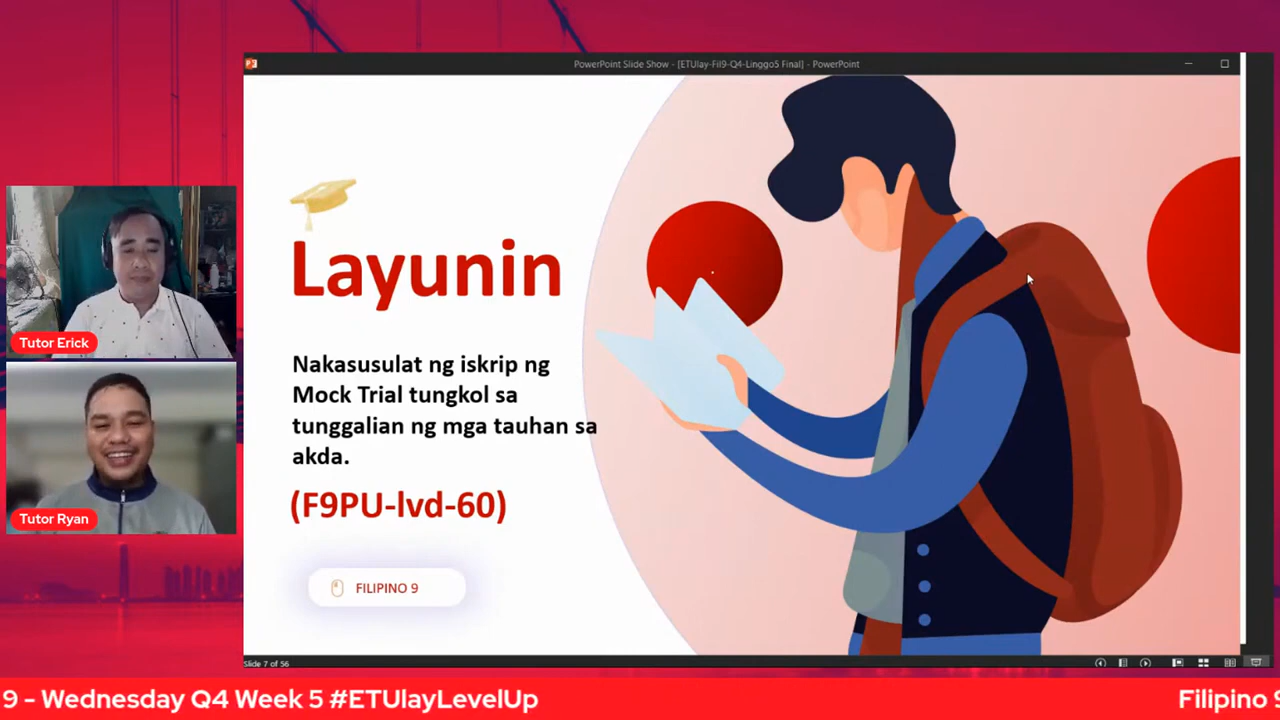 PowerPoint Slide Show - [ETUlay-Fil9-Q4-Linggo5 Final] - PowerPoint
Layunin
Nakasusulat ng iskrip ng
Mock Trial tungkol sa
tunggalian ng mga tauhan sa
akda.
(F9PU-lvd-60)
FILIPINO 9
Tutor Erick
Tutor Ryan
Slide 7 of 56
9 - Wednesday Q4 Week 5 #ETUlayLevelUp
Filipino 9